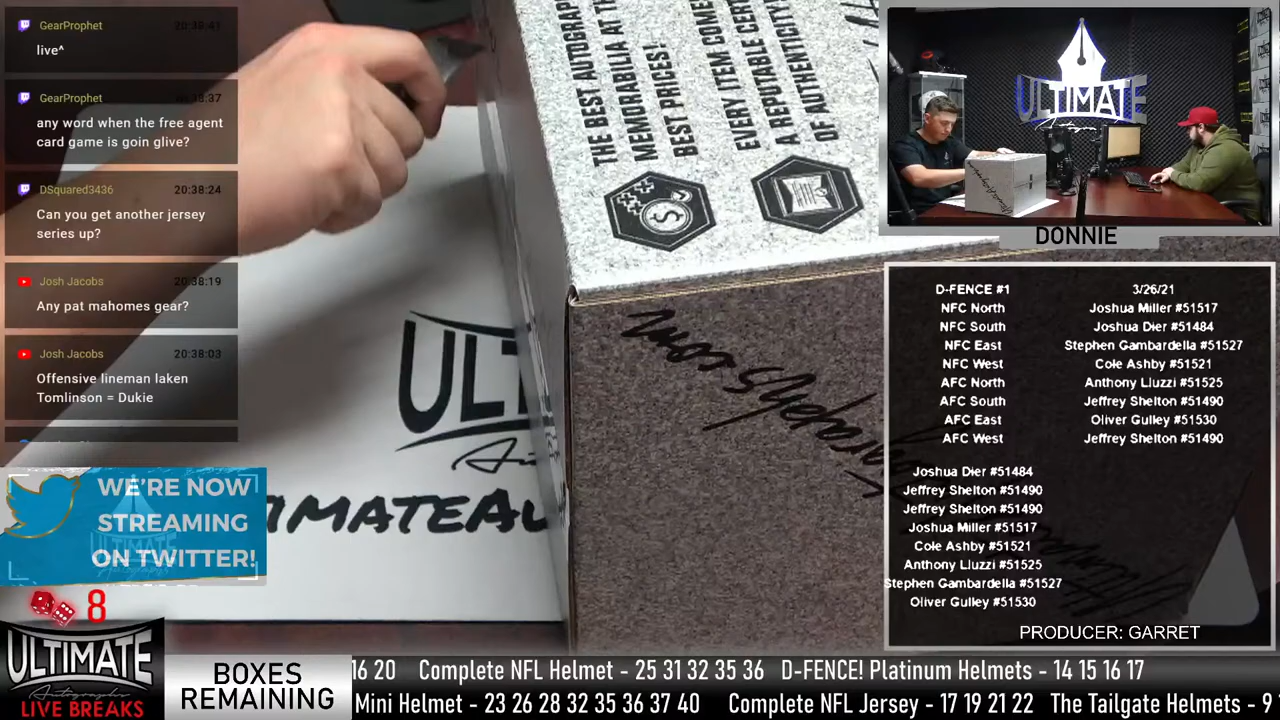 GearProphet 20:38:41
live^
GearProphet
any word when the free agent
card game is goin glive?
DSquared3436 20:38:24
Can you get another jersey
series up?
Josh Jacobs 20:38:19
Any pat mahomes gear?
Josh Jacobs 20:38:03
Offensive lineman laken
Tomlinson = Dukie
WE'RE NOW
STREAMING
ON TWITTER!
8
ULTIMATE
Autographs
LIVE BREAKS
BOXES
REMAINING
16 20 Complete NFL Helmet - 25 31 32 35 36 D-FENCE! Platinum Helmets - 14 15 16 17
Mini Helmet - 23 26 28 32 35 36 37 40 Complete NFL Jersey - 17 19 21 22 The Tailgate Helmets - 9
THE BEST AUTOGRAPH
MEMORABILIA AT THE
BEST PRICES!
EVERY ITEM COME
A REPUTABLE CERT
OF AUTHENTICITY
ULT
TIMATEAU
ULTIMATE
DONNIE
D-FENCE #1 3/26/21
NFC North Joshua Miller #51517
NFC South Joshua Dier #51484
NFC East Stephen Gambardella #51527
NFC West Cole Ashby #51521
AFC North Anthony Lluzzi #51525
AFC South Jeffrey Shelton #51490
AFC East Oliver Gulley #51530
AFC West Jeffrey Shelton #51490
Joshua Dier #51484
Jeffrey Shelton #51490
Jeffrey Shelton #51490
Joshua Miller #51517
Cole Ashby #51521
Anthony Lluzzi #51525
Stephen Gambardella #51527
Oliver Gulley #51530
PRODUCER: GARRET